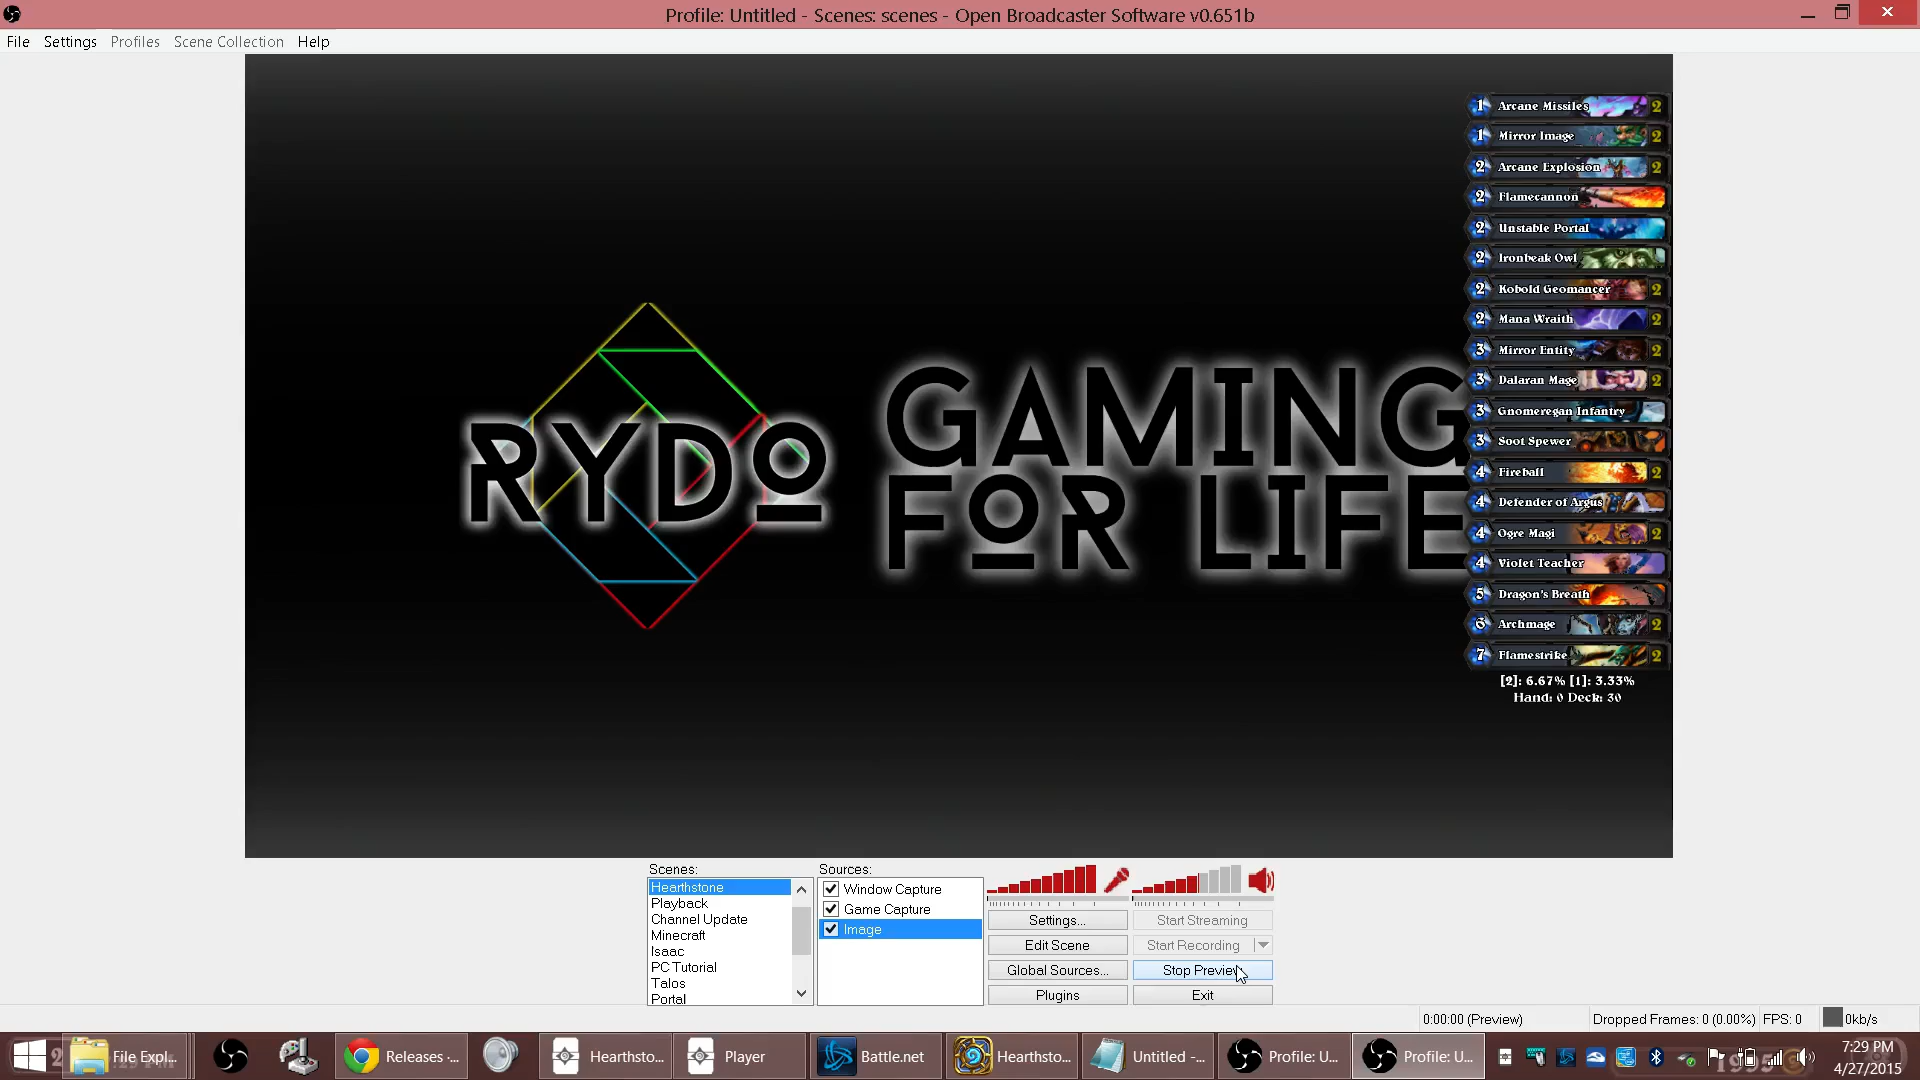 Profile: Untitled - Scenes: scenes - Open Broadcaster Software v0.651b
File Settings Profiles Scene Collection Help
1 Arcane Missiles 2
1 Mirror Image 2
2 Arcane Explosion 2
2 Flamecannon
2 Unstable Portal
2 Ironbeak Owl
2 Kobold Geomancer 2
2 Mana Wraith 2
3 Mirror Entity 2
3 Dalaran Mage 2
3 Gnomeregan Infantry
3 Soot Spewer
4 Fireball 2
4 Defender of Argus
4 Ogre Magi 2
4 Violet Teacher
5 Dragon's Breath
6 Archmage 2
7 Flamestrike 2
[2]: 6.67% [1]: 3.33%
Hand: 0 Deck: 30
RYDO
GAMING
FOR LIFE
Scenes:
Hearthstone
Playback
Channel Update
Minecraft
Isaac
PC Tutorial
Talos
Portal
Sources:
Window Capture
Game Capture
Image
Settings...
Edit Scene
Global Sources...
Plugins
Start Streaming
Start Recording
Stop Preview
Exit
0:00:00 (Preview)
Dropped Frames: 0 (0.00%)
FPS: 0
0kb/s
File Expl...
Releases -...
Hearthsto...
Player
Battle.net
Hearthsto...
Untitled -...
Profile: U...
Profile: U...
7:29 PM
4/27/2015